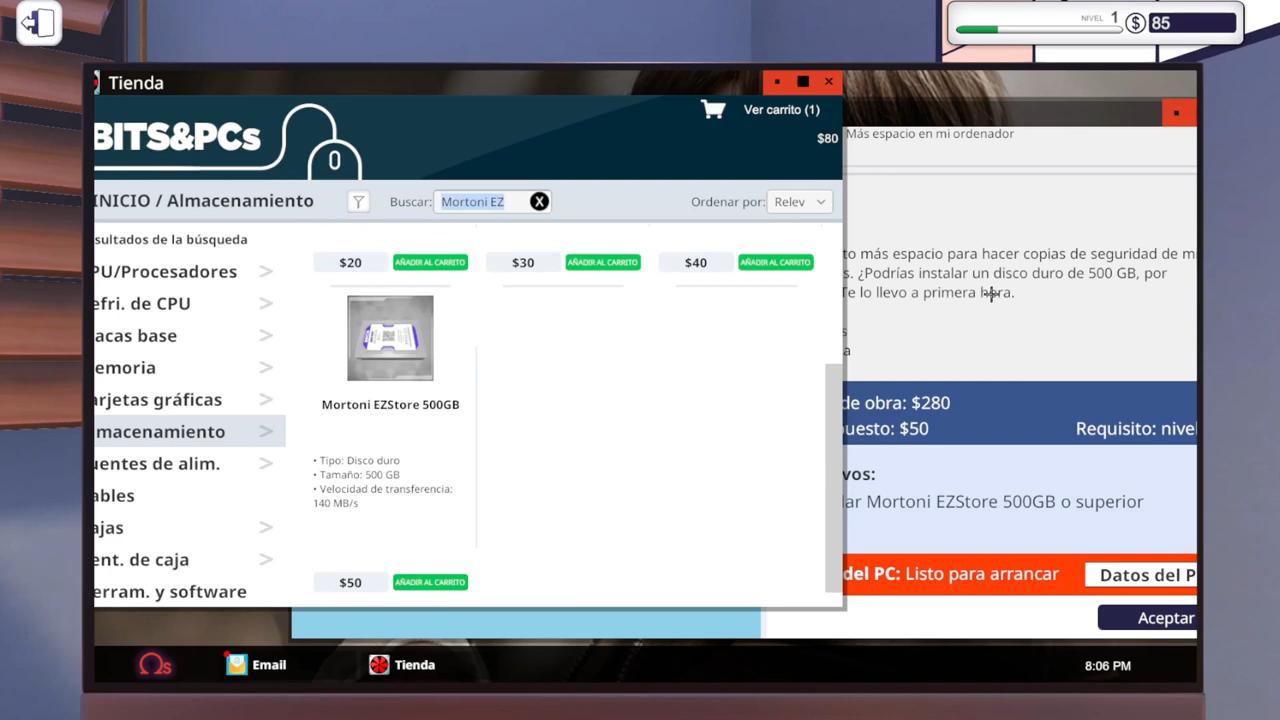 NIVEL 1 $ 85
Tienda
BITS&PCs
Ver carrito (1)
$80
INICIO / Almacenamiento
Buscar: Mortoni EZ X
Ordenar por: Relev
sultados de la búsqueda
PU/Procesadores >
efri. de CPU >
acas base >
emoria >
arjetas gráficas >
macenamiento >
uentes de alim. >
ables
ajas >
ent. de caja >
erram. y software
$20 AÑADIR AL CARRITO $30 AÑADIR AL CARRITO $40 AÑADIR AL CARRITO
Mortoni EZStore 500GB
• Tipo: Disco duro
• Tamaño: 500 GB
• Velocidad de transferencia:
140 MB/s
$50 AÑADIR AL CARRITO
Más espacio en mi ordenador
to más espacio para hacer copias de seguridad de m
s. ¿Podrías instalar un disco duro de 500 GB, por
Te lo llevo a primera hora.
s
a
de obra: $280
uesto: $50 Requisito: nive
vos:
lar Mortoni EZStore 500GB o superior
del PC: Listo para arrancar Datos del P
Aceptar
Ωs Email Tienda 8:06 PM